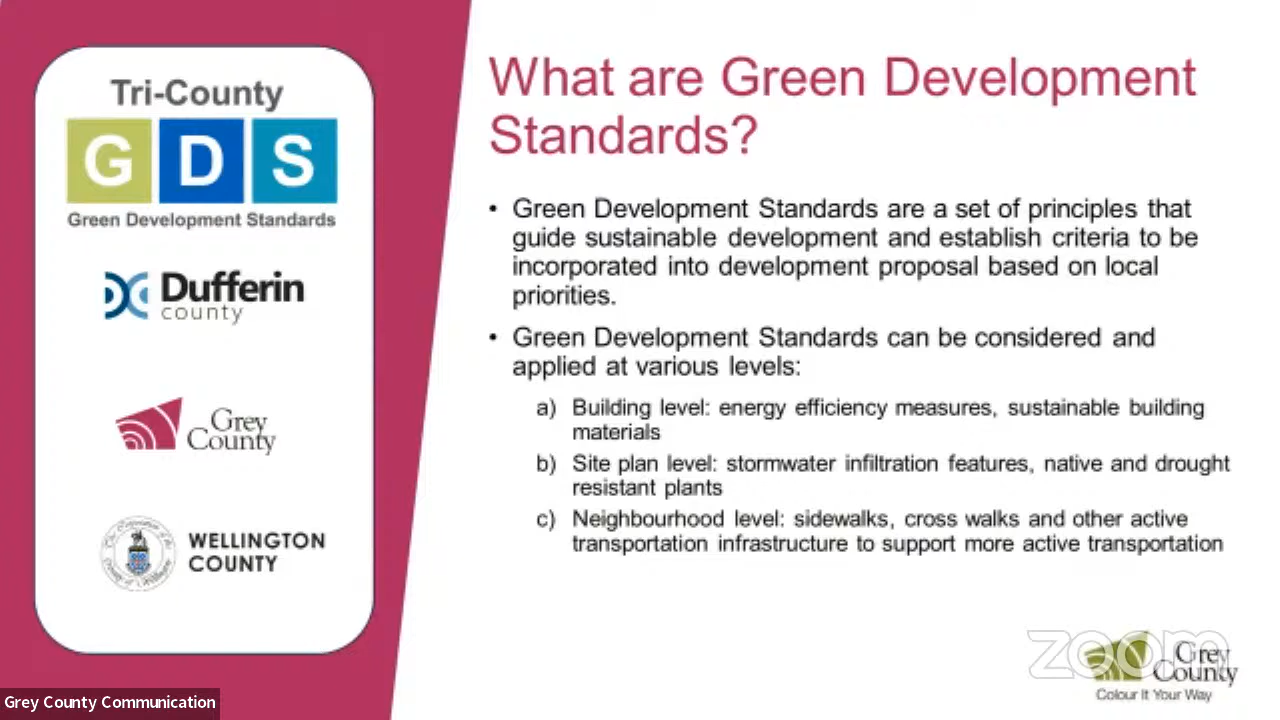 Tri-County
G D S
Green Development Standards
Dufferin
county
Grey
County
WELLINGTON
COUNTY
What are Green Development
Standards?
• Green Development Standards are a set of principles that
guide sustainable development and establish criteria to be
incorporated into development proposal based on local
priorities.
• Green Development Standards can be considered and
applied at various levels:
a) Building level: energy efficiency measures, sustainable building
materials
b) Site plan level: stormwater infiltration features, native and drought
resistant plants
c) Neighbourhood level: sidewalks, cross walks and other active
transportation infrastructure to support more active transportation
zoom
Grey
County
Colour It Your Way
Grey County Communication